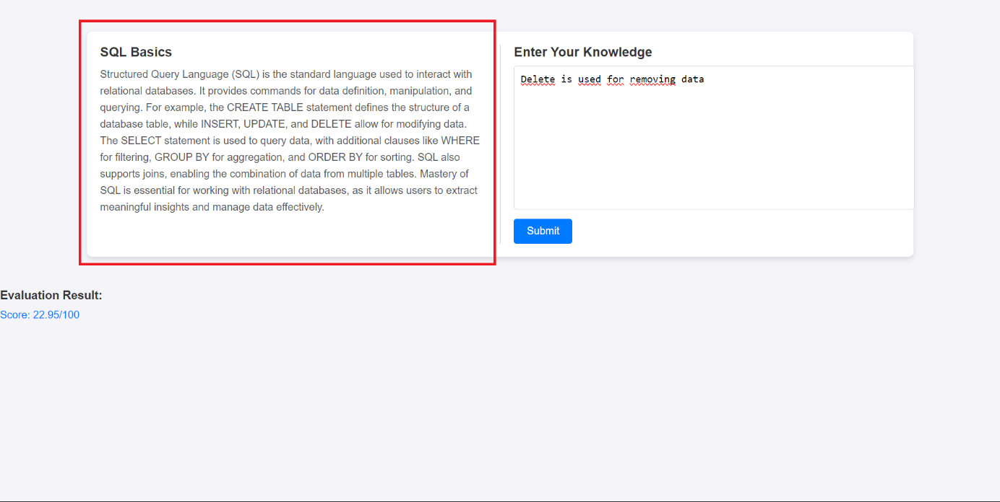 SQL Basics
Structured Query Language (SQL) is the standard language used to interact with
relational databases. It provides commands for data definition, manipulation, and
querying. For example, the CREATE TABLE statement defines the structure of a
database table, while INSERT, UPDATE, and DELETE allow for modifying data.
The SELECT statement is used to query data, with additional clauses like WHERE
for filtering, GROUP BY for aggregation, and ORDER BY for sorting. SQL also
supports joins, enabling the combination of data from multiple tables. Mastery of
SQL is essential for working with relational databases, as it allows users to extract
meaningful insights and manage data effectively.
Enter Your Knowledge
Delete is used for removing data
Submit
Evaluation Result:
Score: 22.95/100